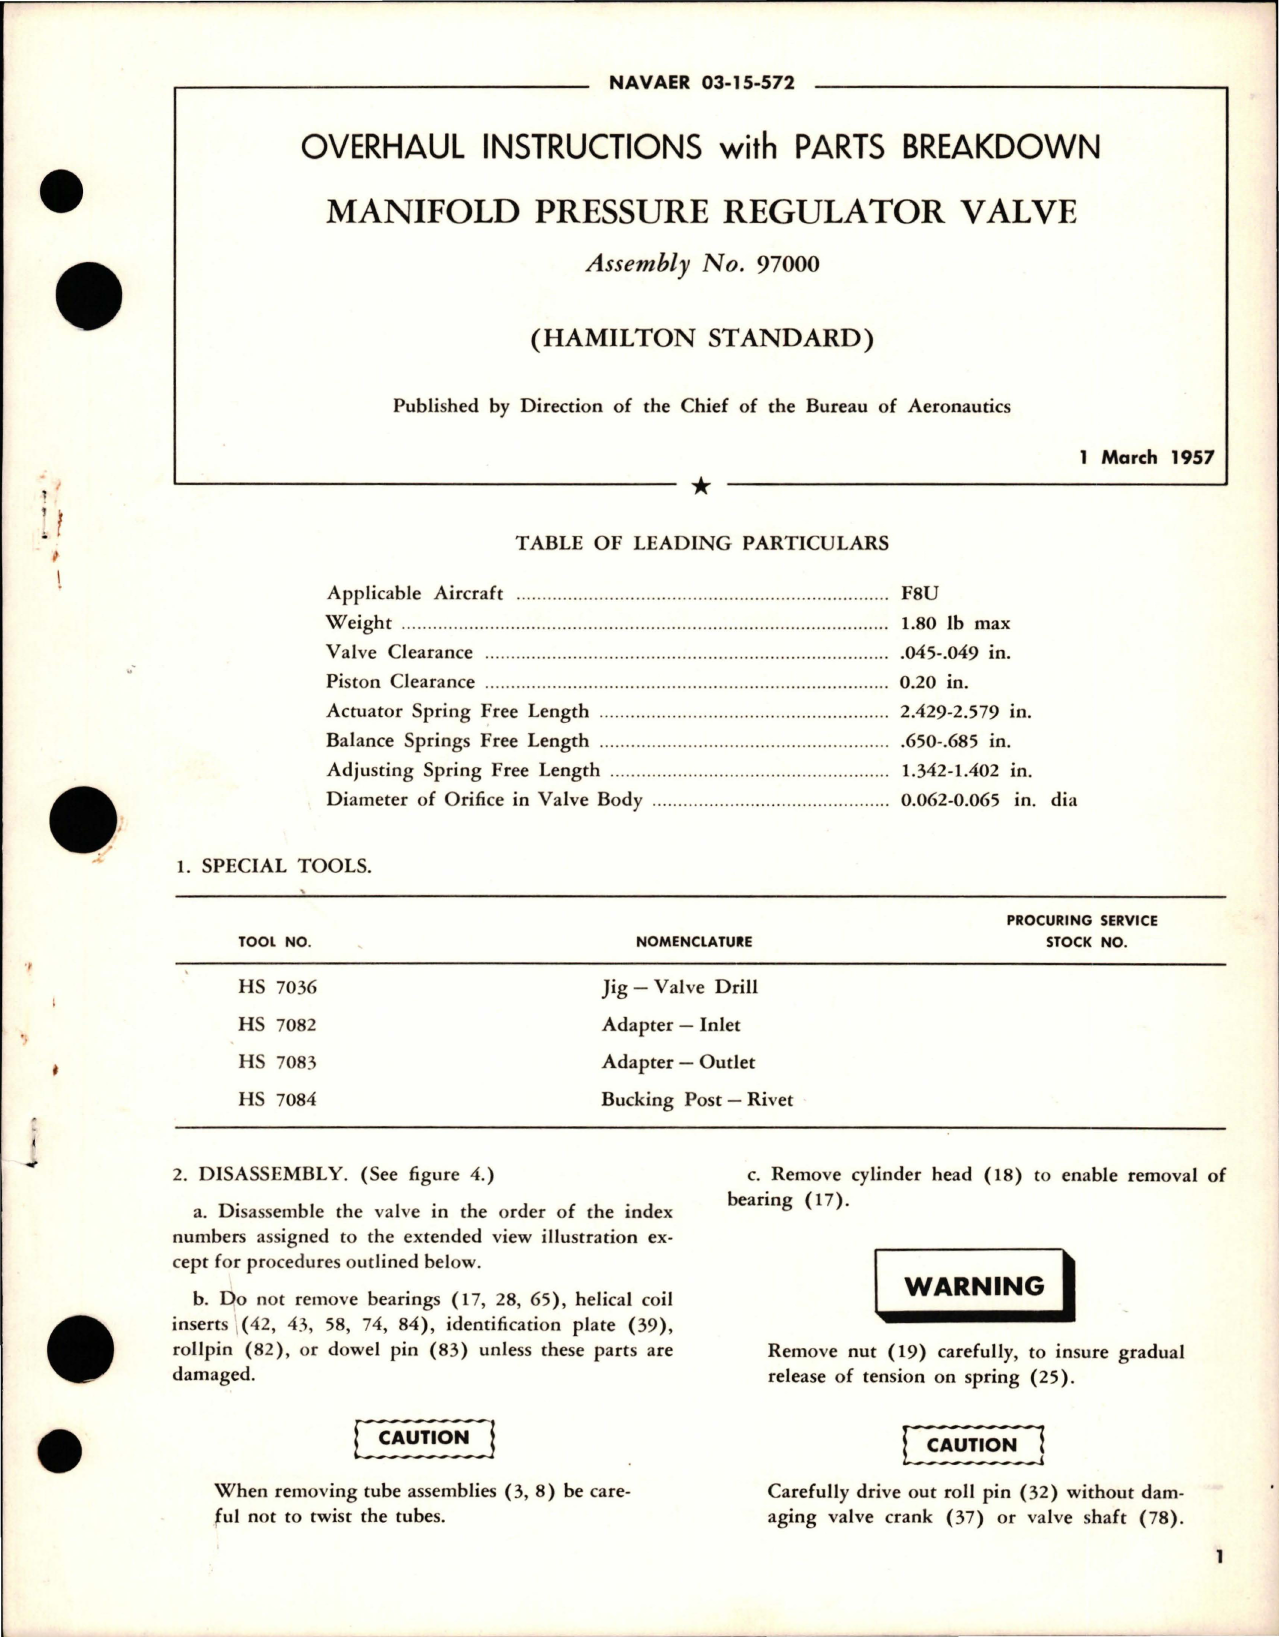 NAVAER 03-15-572
OVERHAUL INSTRUCTIONS with PARTS BREAKDOWN
MANIFOLD PRESSURE REGULATOR VALVE
Assembly No. 97000
(HAMILTON STANDARD)
Published by Direction of the Chief of the Bureau of Aeronautics
1 March 1957
TABLE OF LEADING PARTICULARS
Applicable Aircraft ........ F8U
Weight ........ 1.80 lb max
Valve Clearance ........ .045-.049 in.
Piston Clearance ........ 0.20 in.
Actuator Spring Free Length ........ 2.429-2.579 in.
Balance Springs Free Length ........ .650-.685 in.
Adjusting Spring Free Length ........ 1.342-1.402 in.
Diameter of Orifice in Valve Body ........ 0.062-0.065 in. dia
1. SPECIAL TOOLS.
TOOL NO. NOMENCLATURE PROCURING SERVICE STOCK NO.
HS 7036 Jig — Valve Drill
HS 7082 Adapter — Inlet
HS 7083 Adapter — Outlet
HS 7084 Bucking Post — Rivet
2. DISASSEMBLY. (See figure 4.)
a. Disassemble the valve in the order of the index
numbers assigned to the extended view illustration ex-
cept for procedures outlined below.
b. Do not remove bearings (17, 28, 65), helical coil
inserts (42, 43, 58, 74, 84), identification plate (39),
rollpin (82), or dowel pin (83) unless these parts are
damaged.
CAUTION
When removing tube assemblies (3, 8) be care-
ful not to twist the tubes.
c. Remove cylinder head (18) to enable removal of
bearing (17).
WARNING
Remove nut (19) carefully, to insure gradual
release of tension on spring (25).
CAUTION
Carefully drive out roll pin (32) without dam-
aging valve crank (37) or valve shaft (78).
1